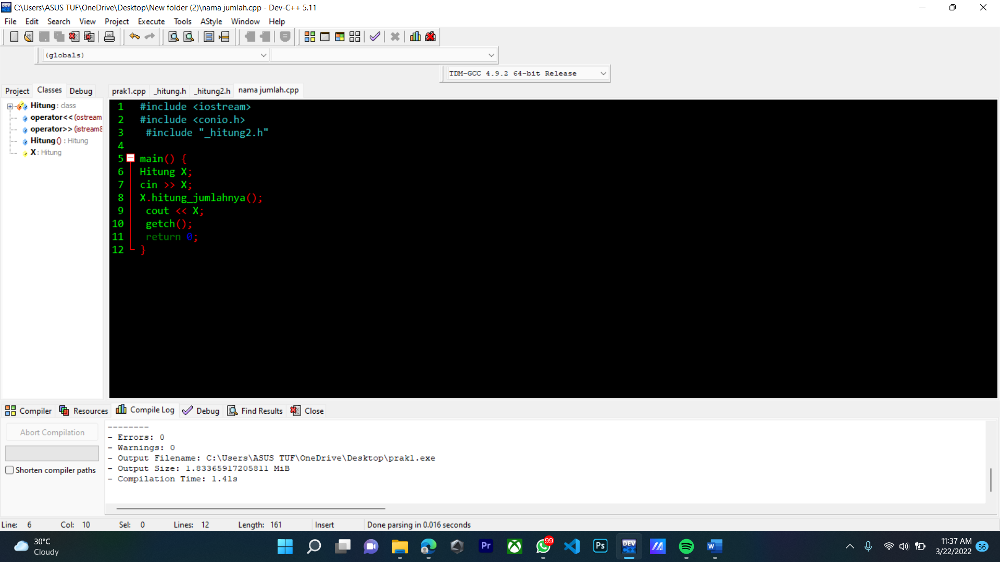 C:\Users\ASUS TUF\OneDrive\Desktop\New folder (2)\nama jumlah.cpp - Dev-C++ 5.11
File Edit Search View Project Execute Tools AStyle Window Help
(globals)
TDM-GCC 4.9.2 64-bit Release
Project Classes Debug
prak1.cpp _hitung.h _hitung2.h nama jumlah.cpp
Hitung : class
operator<< (ostream
operator>> (istream&
Hitung () : Hitung
X : Hitung
1 #include <iostream>
2 #include <conio.h>
3 #include "_hitung2.h"
4
5 main() {
6 Hitung X;
7 cin >> X;
8 X.hitung_jumlahnya();
9 cout << X;
10 getch();
11 return 0;
12 }
Compiler Resources Compile Log Debug Find Results Close
Abort Compilation
Shorten compiler paths
--------
- Errors: 0
- Warnings: 0
- Output Filename: C:\Users\ASUS TUF\OneDrive\Desktop\prak1.exe
- Output Size: 1.83365917205811 MiB
- Compilation Time: 1.41s
Line: 6 Col: 10 Sel: 0 Lines: 12 Length: 161 Insert Done parsing in 0.016 seconds
30°C
Cloudy
Pr
99
Ps
DEV
C++
W
11:37 AM
3/22/2022
36